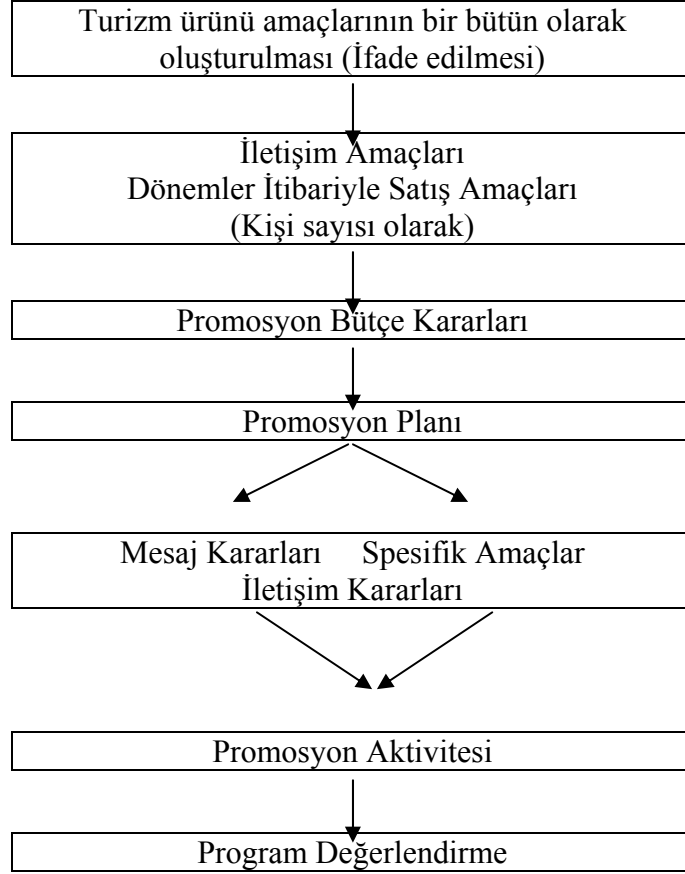 Turizm ürünü amaçlarının bir bütün olarak
oluşturulması (İfade edilmesi)
İletişim Amaçları
Dönemler İtibariyle Satış Amaçları
(Kişi sayısı olarak)
Promosyon Bütçe Kararları
Promosyon Planı
Mesaj Kararları Spesifik Amaçlar
İletişim Kararları
Promosyon Aktivitesi
Program Değerlendirme